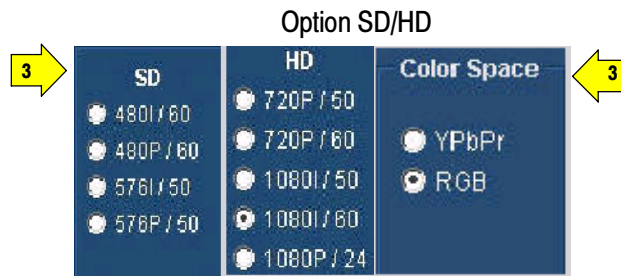 Option SD/HD
3
SD
480I / 60
480P / 60
576I / 50
576P / 50
HD
720P / 50
720P / 60
1080I / 50
1080I / 60
1080P / 24
Color Space
YPbPr
RGB
3